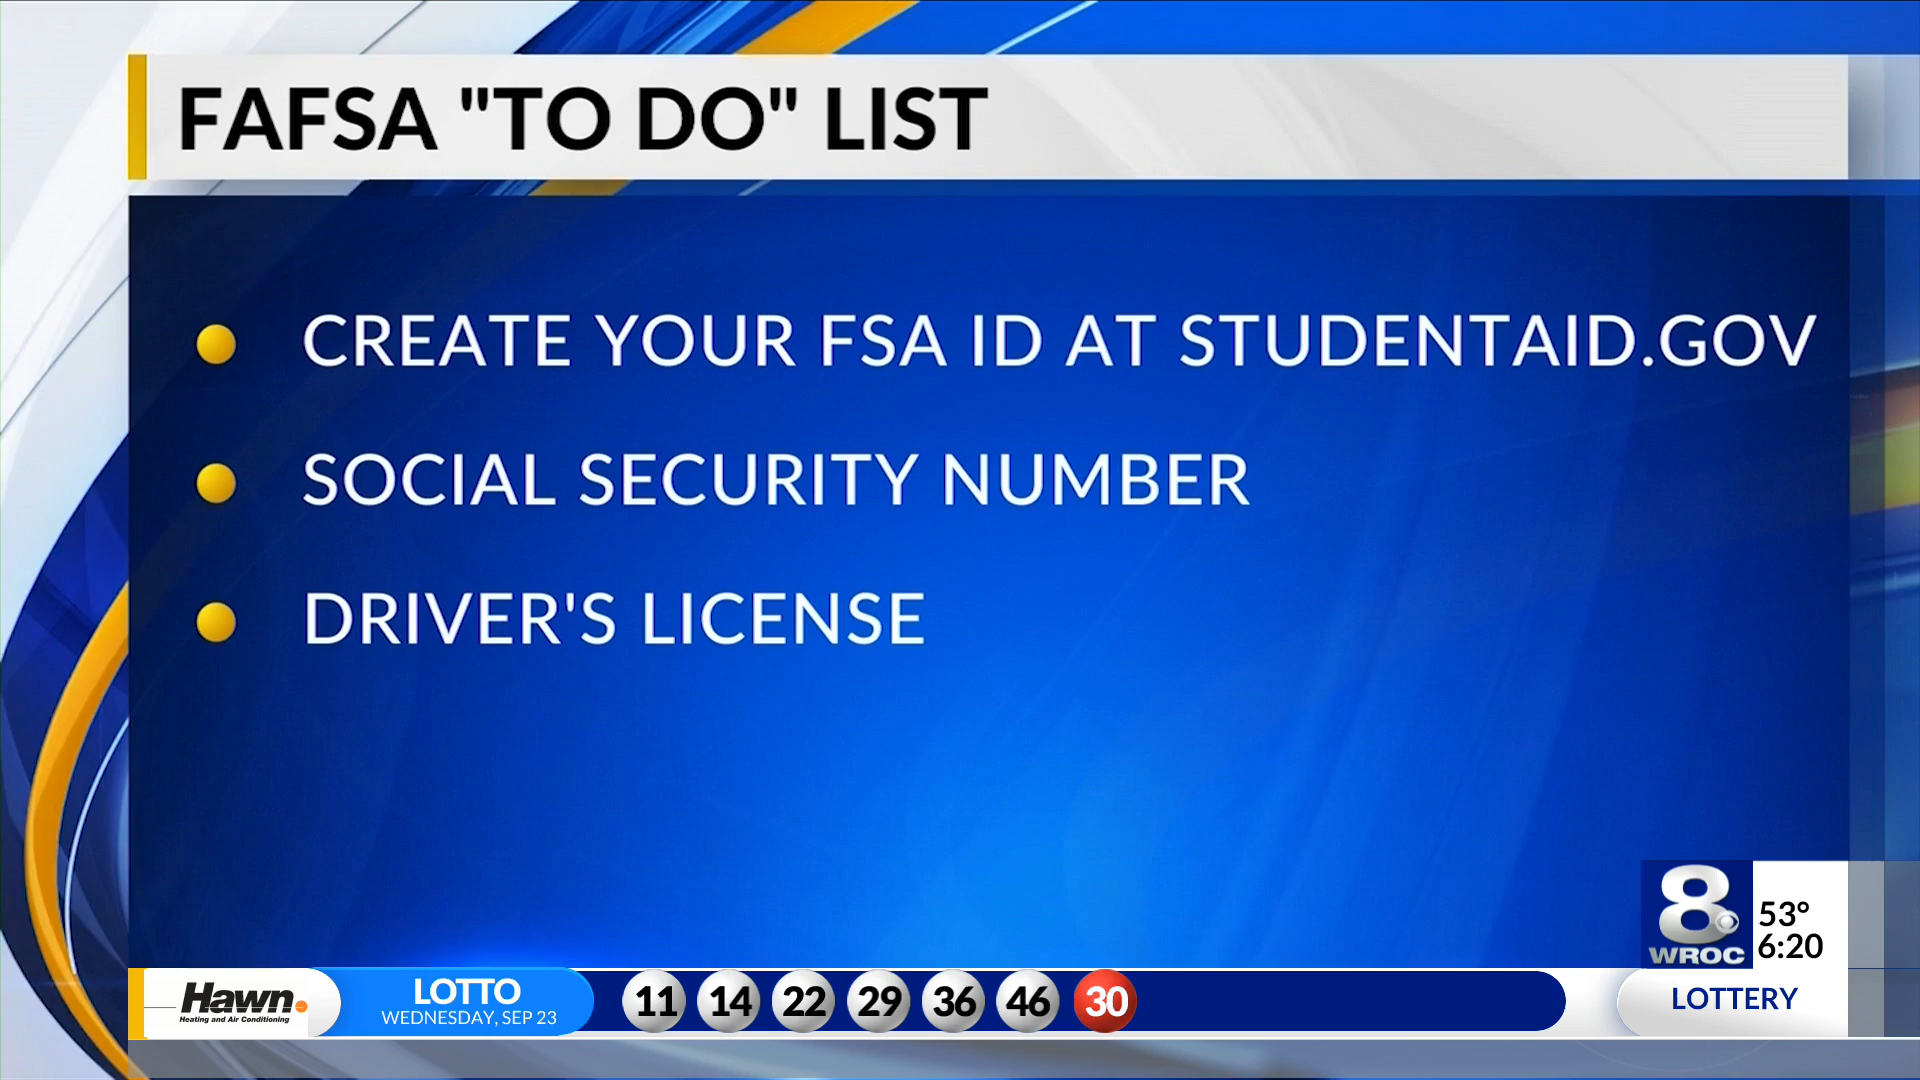 FAFSA "TO DO" LIST
CREATE YOUR FSA ID AT STUDENTAID.GOV
SOCIAL SECURITY NUMBER
DRIVER'S LICENSE
8
WROC
53°
6:20
Hawn.
Heating and Air Conditioning
LOTTO
WEDNESDAY, SEP 23
11 14 22 29 36 46 30
LOTTERY